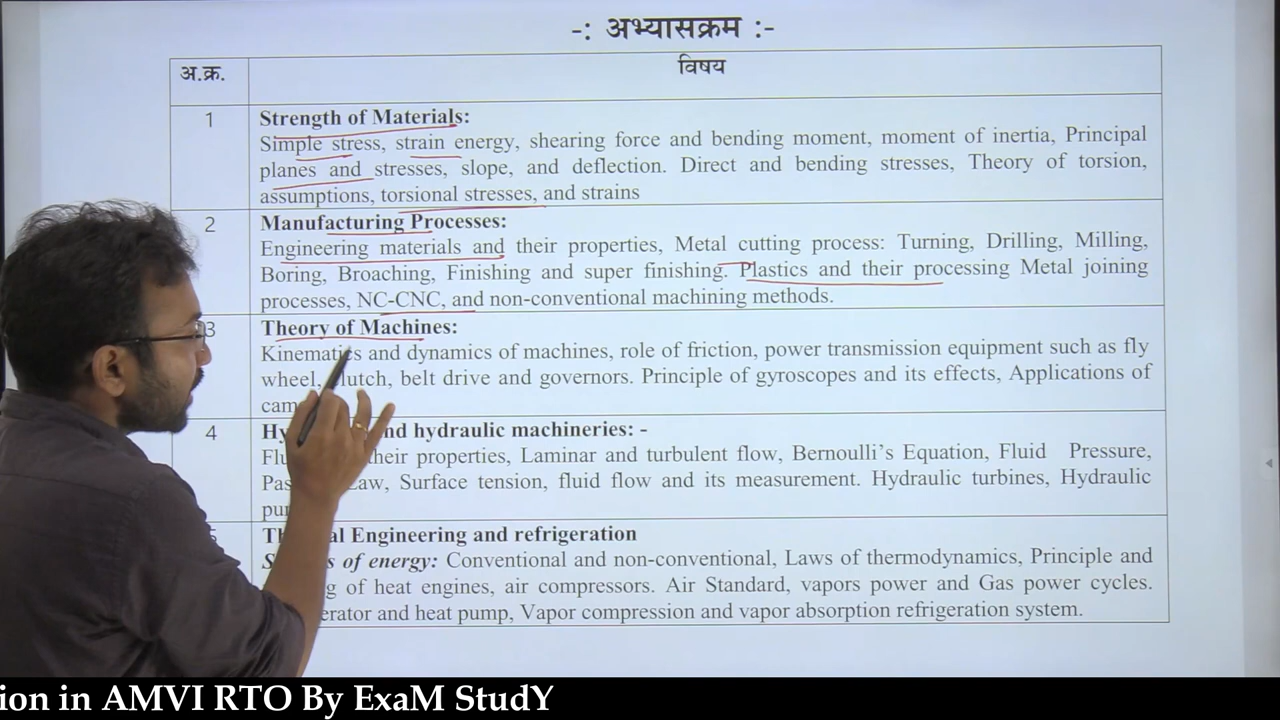 -: अभ्यासक्रम :-
अ.क्र.
विषय
1
Strength of Materials:
Simple stress, strain energy, shearing force and bending moment, moment of inertia, Principal
planes and stresses, slope, and deflection. Direct and bending stresses, Theory of torsion,
assumptions, torsional stresses, and strains
2
Manufacturing Processes:
Engineering materials and their properties, Metal cutting process: Turning, Drilling, Milling,
Boring, Broaching, Finishing and super finishing. Plastics and their processing Metal joining
processes, NC-CNC, and non-conventional machining methods.
3
Theory of Machines:
Kinematics and dynamics of machines, role of friction, power transmission equipment such as fly
wheel, clutch, belt drive and governors. Principle of gyroscopes and its effects, Applications of
4
and hydraulic machineries: -
their properties, Laminar and turbulent flow, Bernoulli's Equation, Fluid Pressure,
Law, Surface tension, fluid flow and its measurement. Hydraulic turbines, Hydraulic
Engineering and refrigeration
of energy: Conventional and non-conventional, Laws of thermodynamics, Principle and
of heat engines, air compressors. Air Standard, vapors power and Gas power cycles.
and heat pump, Vapor compression and vapor absorption refrigeration system.
in AMVI RTO By ExaM StudY